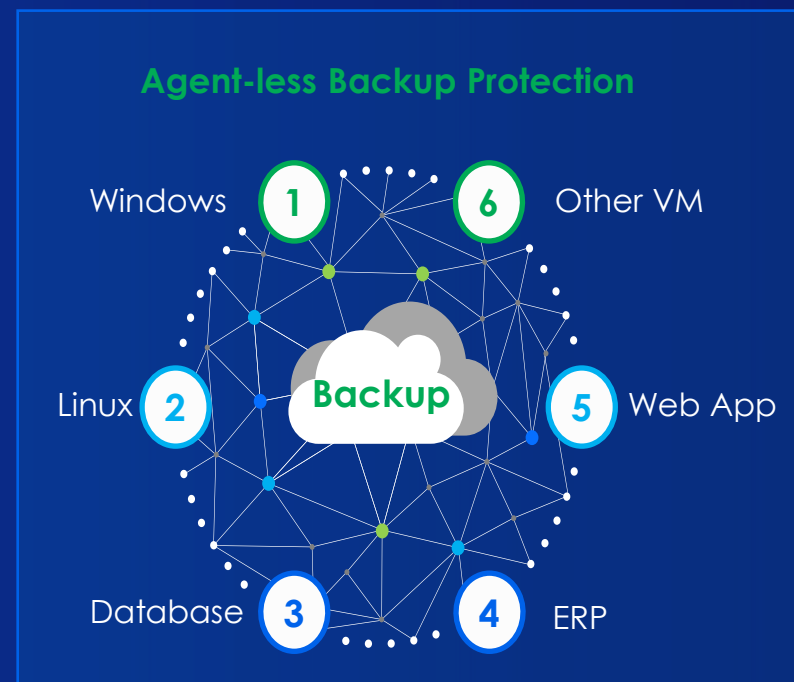 Agent-less Backup Protection
Windows 1 6 Other VM
Linux 2 Backup 5 Web App
Database 3 4 ERP